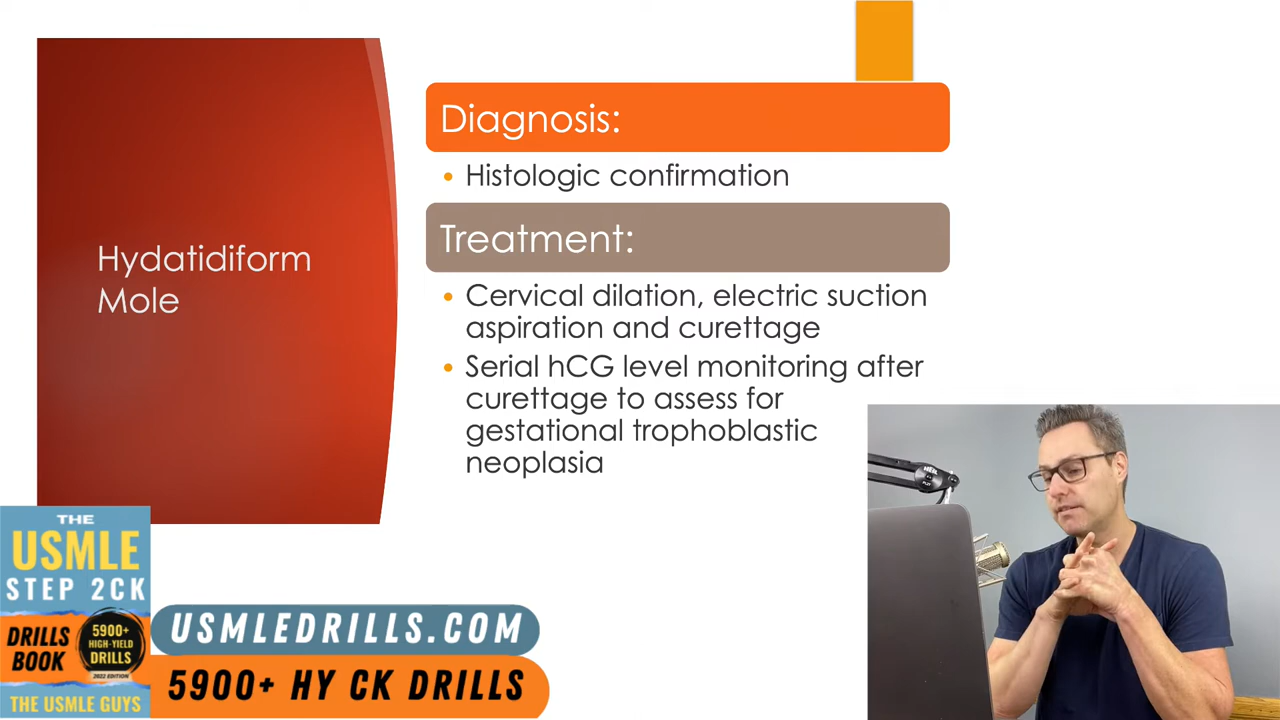 Hydatidiform
Mole
Diagnosis:
• Histologic confirmation
Treatment:
• Cervical dilation, electric suction
aspiration and curettage
• Serial hCG level monitoring after
curettage to assess for
gestational trophoblastic
neoplasia
THE
USMLE
STEP 2CK
DRILLS
BOOK
5900+
HIGH-YIELD
DRILLS
2022 EDITION
THE USMLE GUYS
USMLEDRILLS.COM
5900+ HY CK DRILLS